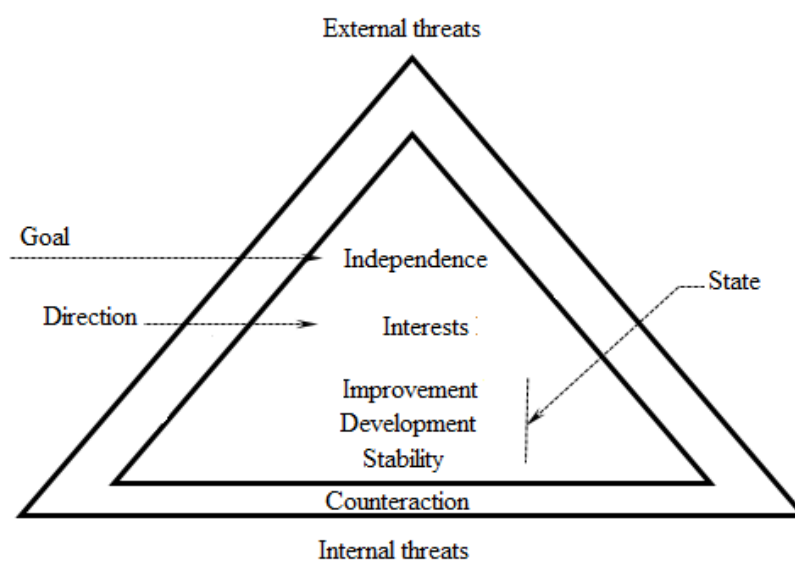 External threats
Goal
Independence
State
Direction
Interests
Improvement
Development
Stability
Counteraction
Internal threats